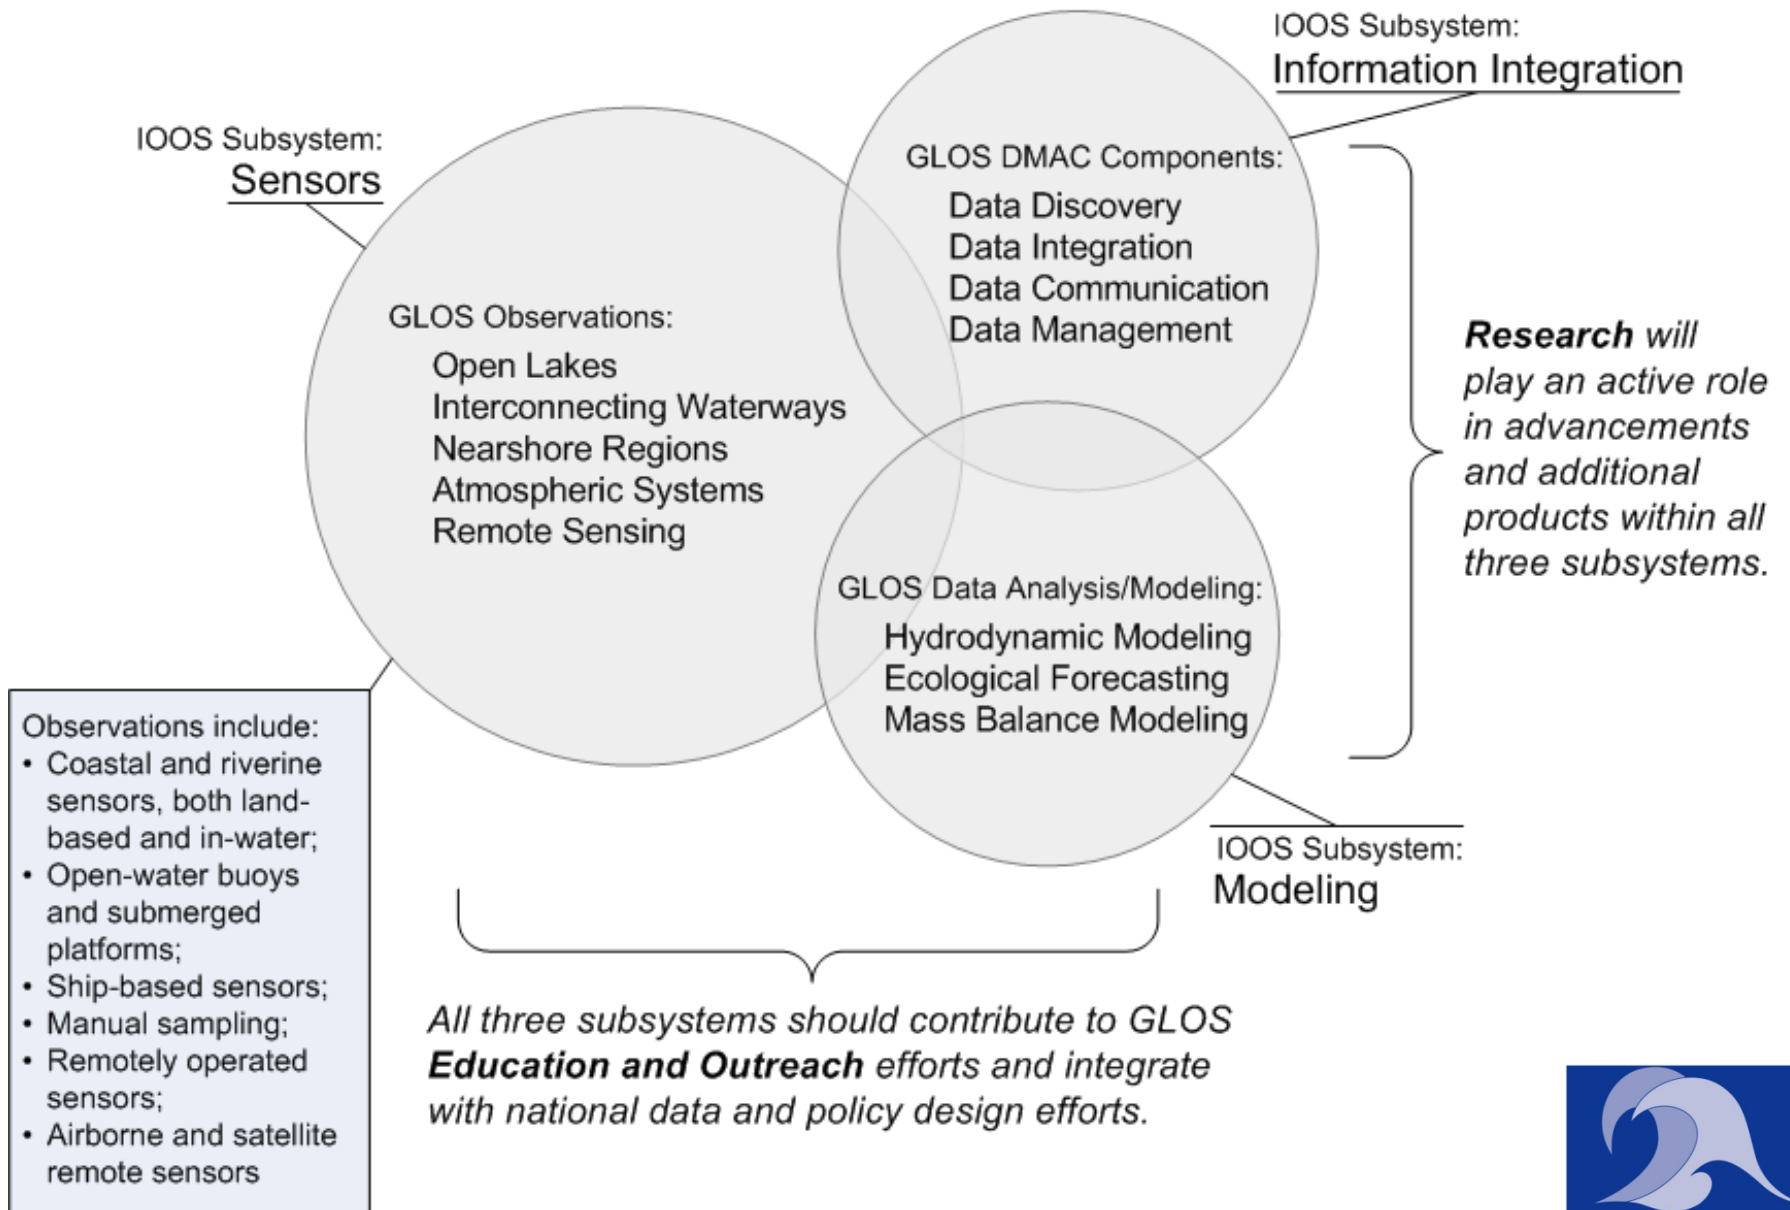 IOOS Subsystem:
Information Integration
IOOS Subsystem:
Sensors
GLOS DMAC Components:
Data Discovery
Data Integration
Data Communication
Data Management
GLOS Observations:
Open Lakes
Interconnecting Waterways
Nearshore Regions
Atmospheric Systems
Remote Sensing
Research will
play an active role
in advancements
and additional
products within all
three subsystems.
GLOS Data Analysis/Modeling:
Hydrodynamic Modeling
Ecological Forecasting
Mass Balance Modeling
IOOS Subsystem:
Modeling
Observations include:
• Coastal and riverine
sensors, both land-
based and in-water;
• Open-water buoys
and submerged
platforms;
• Ship-based sensors;
• Manual sampling;
• Remotely operated
sensors;
• Airborne and satellite
remote sensors
All three subsystems should contribute to GLOS
Education and Outreach efforts and integrate
with national data and policy design efforts.